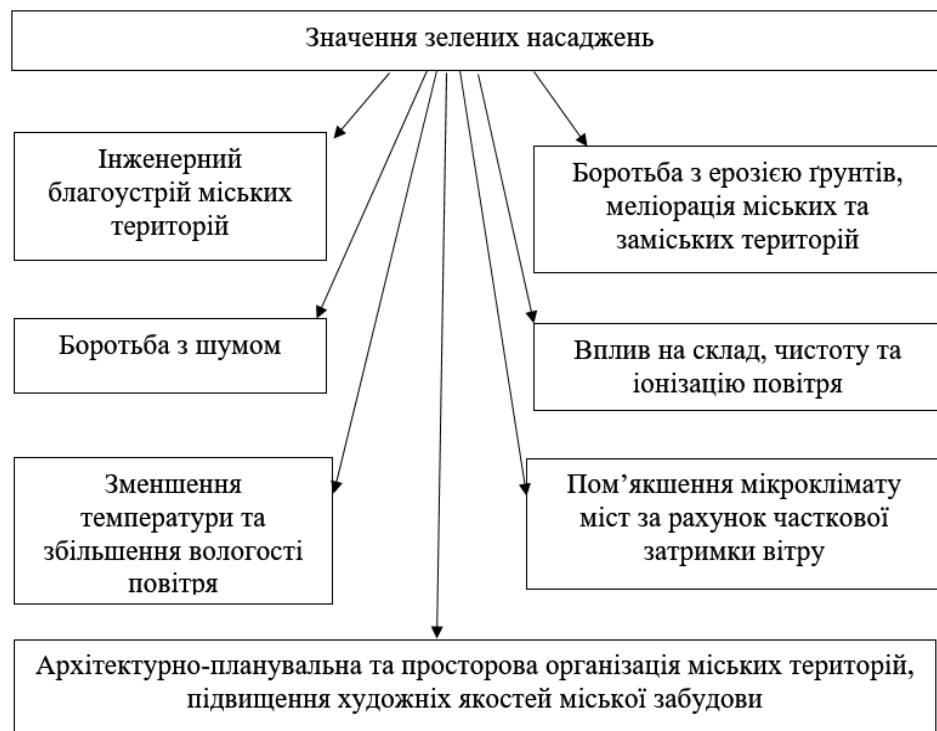 Значення зелених насаджень
Інженерний
благоустрій міських
територій
Боротьба з ерозією ґрунтів,
меліорація міських та
заміських територій
Боротьба з шумом
Вплив на склад, чистоту та
іонізацію повітря
Зменшення
температури та
збільшення вологості
повітря
Пом’якшення мікроклімату
міст за рахунок часткової
затримки вітру
Архітектурно-планувальна та просторова організація міських територій,
підвищення художніх якостей міської забудови